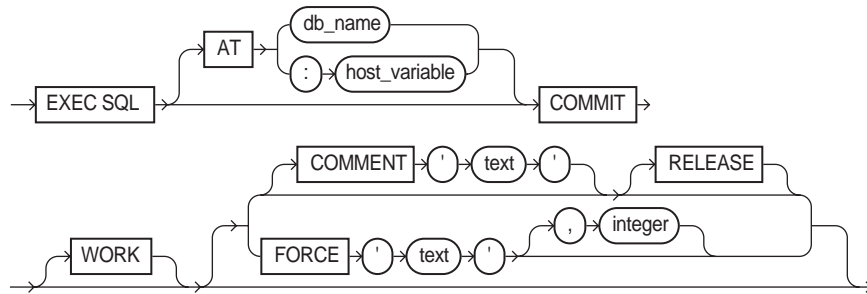 db_name
AT
: host_variable
EXEC SQL COMMIT
COMMENT ' text ' RELEASE
, integer
WORK FORCE ' text '